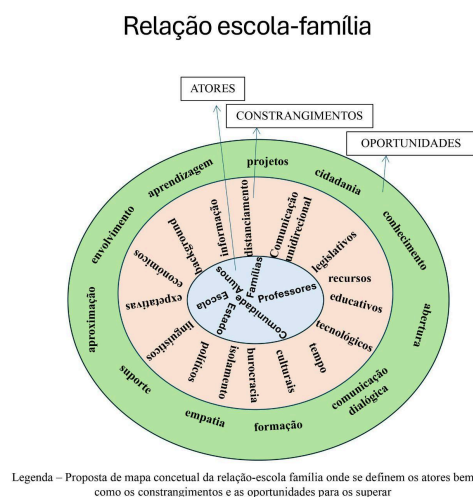 Relação escola-família
ATORES
CONSTRANGIMENTOS
OPORTUNIDADES
projetos
cidadania
conhecimento
abertura
comunicação
dialógica
formação
empatia
suporte
aproximação
envolvimento
aprendizagem
distanciamento
Comunicação
unidirecional
legislativos
recursos
educativos
tecnológicos
tempo
culturais
burocracia
isolamento
políticos
linguísticos
expetativas
económicos
background
informação
Famílias
Professores
Comunidade
Estado
Escola
Alunos
Legenda – Proposta de mapa concetual da relação-escola família onde se definem os atores bem
como os constrangimentos e as oportunidades para os superar